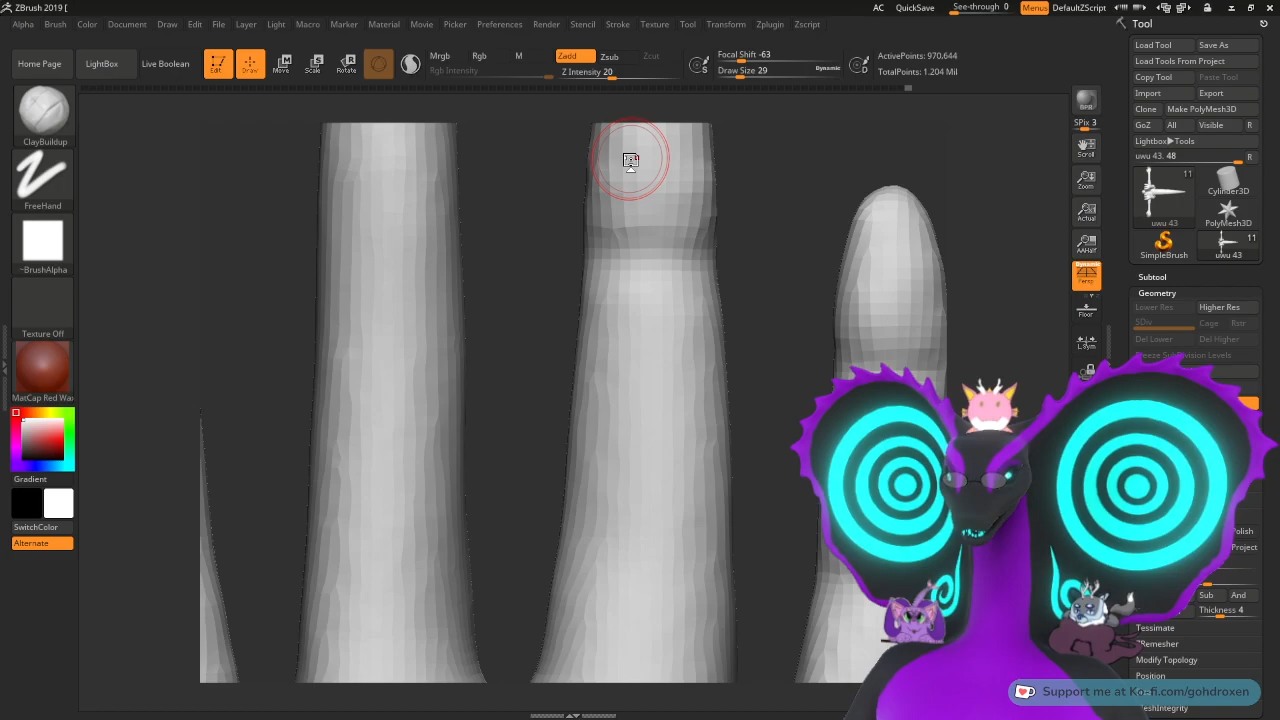 ZBrush 2019 [
AC QuickSave See-through 0 Menus DefaultZScript
Alpha Brush Color Document Draw Edit File Layer Light Macro Marker Material Movie Picker Preferences Render Stencil Stroke Texture Tool Transform Zplugin Zscript
Home Page LightBox Live Boolean Edit Draw Move Scale Rotate
Mrgb Rgb M Zadd Zsub Zcut
Rgb Intensity Z Intensity 20
Focal Shift -63
Draw Size 29 Dynamic
ActivePoints: 970.644
TotalPoints: 1.204 Mil
ClayBuildup
FreeHand
~BrushAlpha
Texture Off
MatCap Red Wax
Gradient
SwitchColor
Alternate
BPR
SPix 3
Scroll
Zoom
Actual
AAHalf
Dynamic
Persp
Floor
L.Sym
Tool
Load Tool Save As
Load Tools From Project
Copy Tool Paste Tool
Import Export
Clone Make PolyMesh3D
GoZ All Visible R
Lightbox▶Tools
uwu 43. 48 R
11
Cylinder3D
uwu 43 PolyMesh3D
11
SimpleBrush uwu 43
Subtool
Geometry
Lower Res Higher Res
SDiv Cage Rstr
Del Lower Del Higher
Freeze SubDivision Levels
Polish
Project
Sub And
Thickness 4
Tessimate
ZRemesher
Modify Topology
Position
Support me at Ko-fi.com/gohdroxen
MeshIntegrity